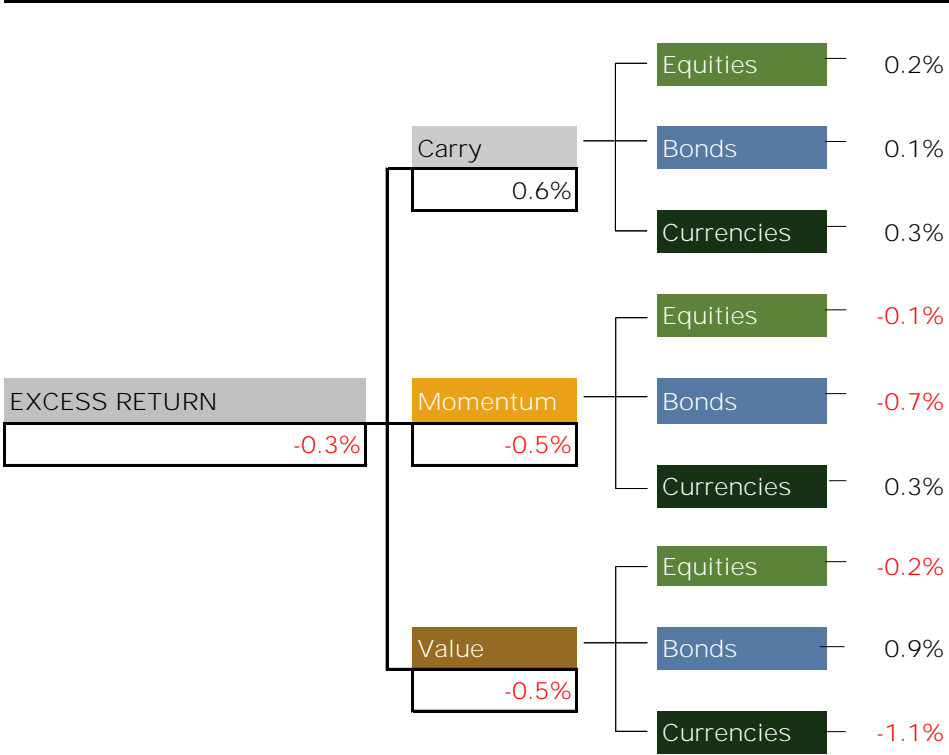 Equities 0.2%
Carry Bonds 0.1%
0.6%
Currencies 0.3%
Equities -0.1%
EXCESS RETURN Momentum Bonds -0.7%
-0.3% -0.5%
Currencies 0.3%
Equities -0.2%
Value Bonds 0.9%
-0.5%
Currencies -1.1%